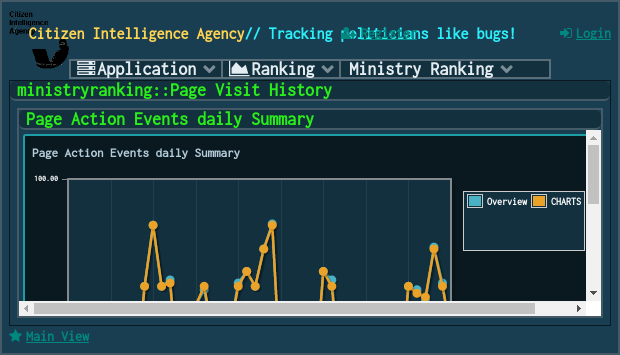 Citizen
Intelligence
Agency
Citizen Intelligence Agency// Tracking politicians like bugs!
Login
Application
Ranking
Ministry Ranking
ministryranking::Page Visit History
Page Action Events daily Summary
Page Action Events daily Summary
100.00
Overview
CHARTS
Main View